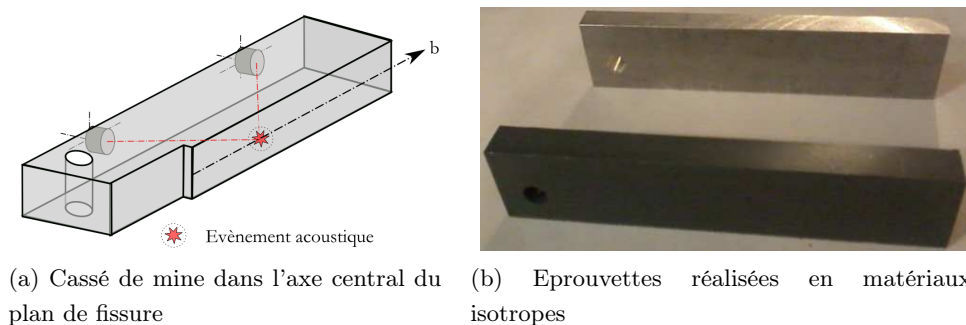 b
Evènement acoustique
(a) Cassé de mine dans l'axe central du
plan de fissure
(b) Eprouvettes réalisées en matériaux
isotropes